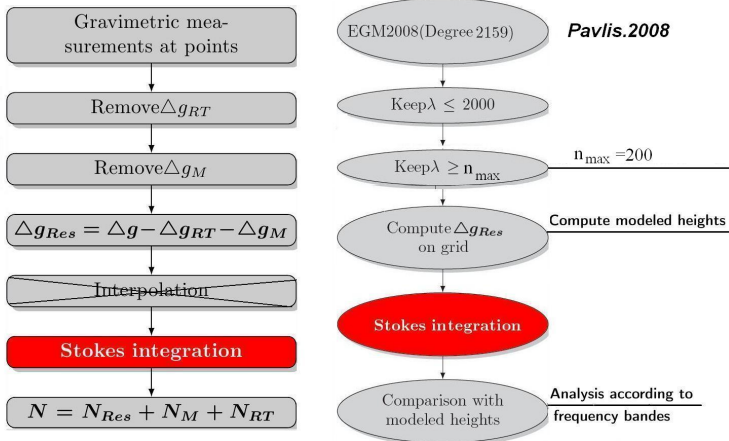 Gravimetric mea-
surements at points
Remove△g_RT
Remove△g_M
△g_Res = △g−△g_RT−△g_M
Interpolation
Stokes integration
N = N_Res + N_M + N_RT
EGM2008(Degree 2159)
Pavlis.2008
Keepλ ≤ 2000
Keepλ ≥ n_max
n_max =200
Compute △g_Res
on grid
Compute modeled heights
Stokes integration
Comparison with
modeled heights
Analysis according to
frequency bandes